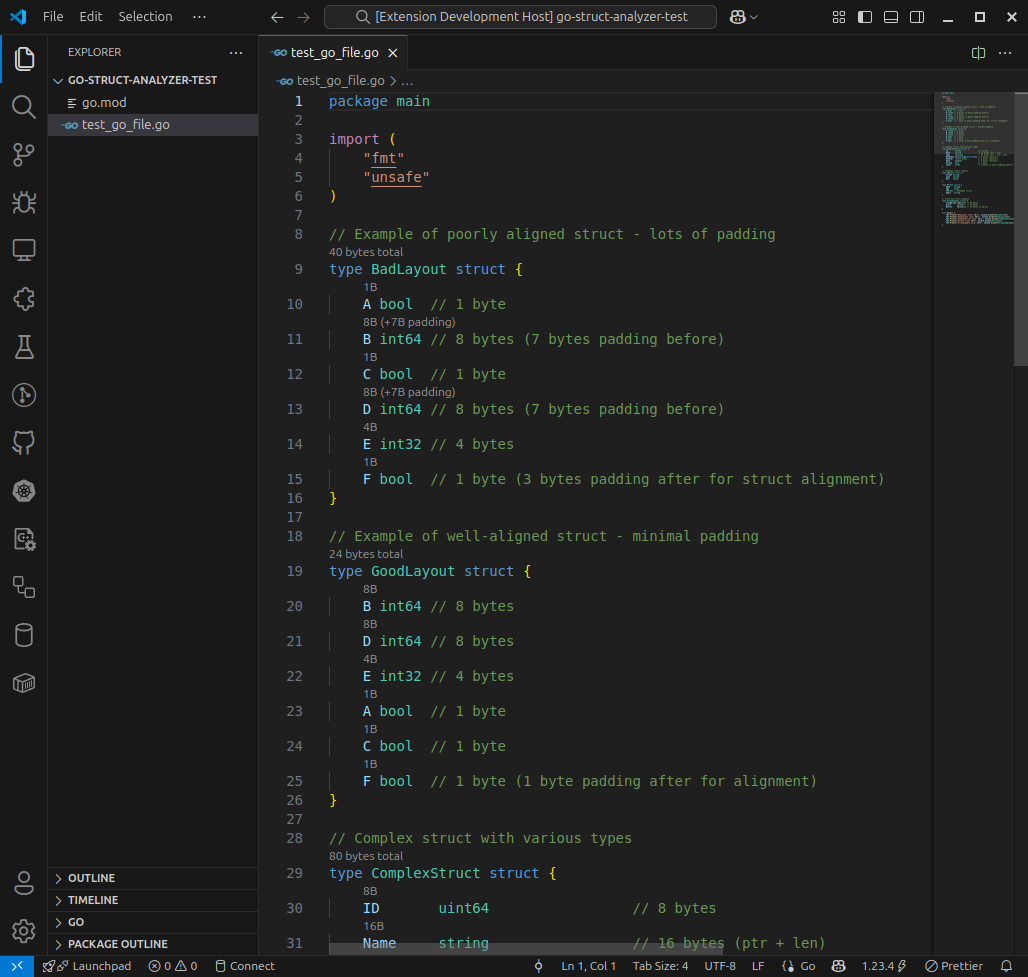 File Edit Selection ··· [Extension Development Host] go-struct-analyzer-test
EXPLORER ···
GO-STRUCT-ANALYZER-TEST
go.mod
GO test_go_file.go
OUTLINE
TIMELINE
GO
PACKAGE OUTLINE
GO test_go_file.go
GO test_go_file.go > ...
1 package main
2
3 import (
4 "fmt"
5 "unsafe"
6 )
7
8 // Example of poorly aligned struct - lots of padding
40 bytes total
9 type BadLayout struct {
1B
10 A bool // 1 byte
8B (+7B padding)
11 B int64 // 8 bytes (7 bytes padding before)
1B
12 C bool // 1 byte
8B (+7B padding)
13 D int64 // 8 bytes (7 bytes padding before)
4B
14 E int32 // 4 bytes
1B
15 F bool // 1 byte (3 bytes padding after for struct alignment)
16 }
17
18 // Example of well-aligned struct - minimal padding
24 bytes total
19 type GoodLayout struct {
8B
20 B int64 // 8 bytes
8B
21 D int64 // 8 bytes
4B
22 E int32 // 4 bytes
1B
23 A bool // 1 byte
1B
24 C bool // 1 byte
1B
25 F bool // 1 byte (1 byte padding after for alignment)
26 }
27
28 // Complex struct with various types
80 bytes total
29 type ComplexStruct struct {
8B
30 ID uint64 // 8 bytes
16B
31 Name string // 16 bytes (ptr + len)
Launchpad 0 0 Connect Ln 1, Col 1 Tab Size: 4 UTF-8 LF Go 1.23.4 Prettier